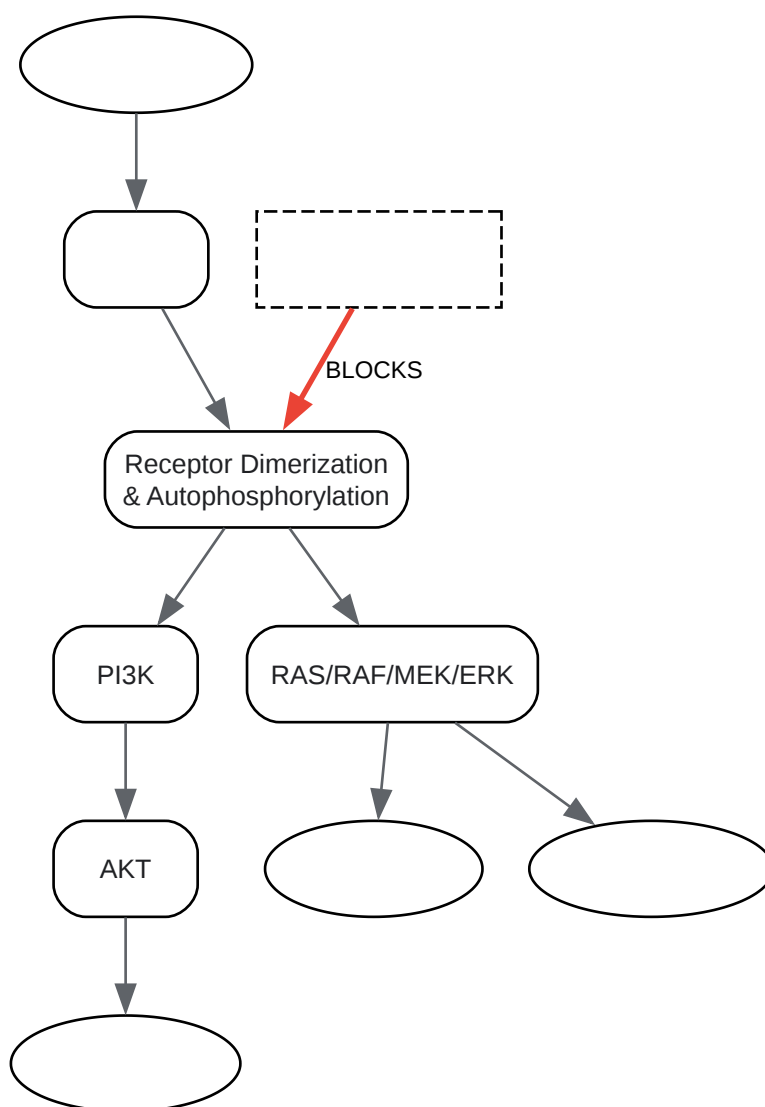 BLOCKS
Receptor Dimerization
& Autophosphorylation
PI3K
RAS/RAF/MEK/ERK
AKT